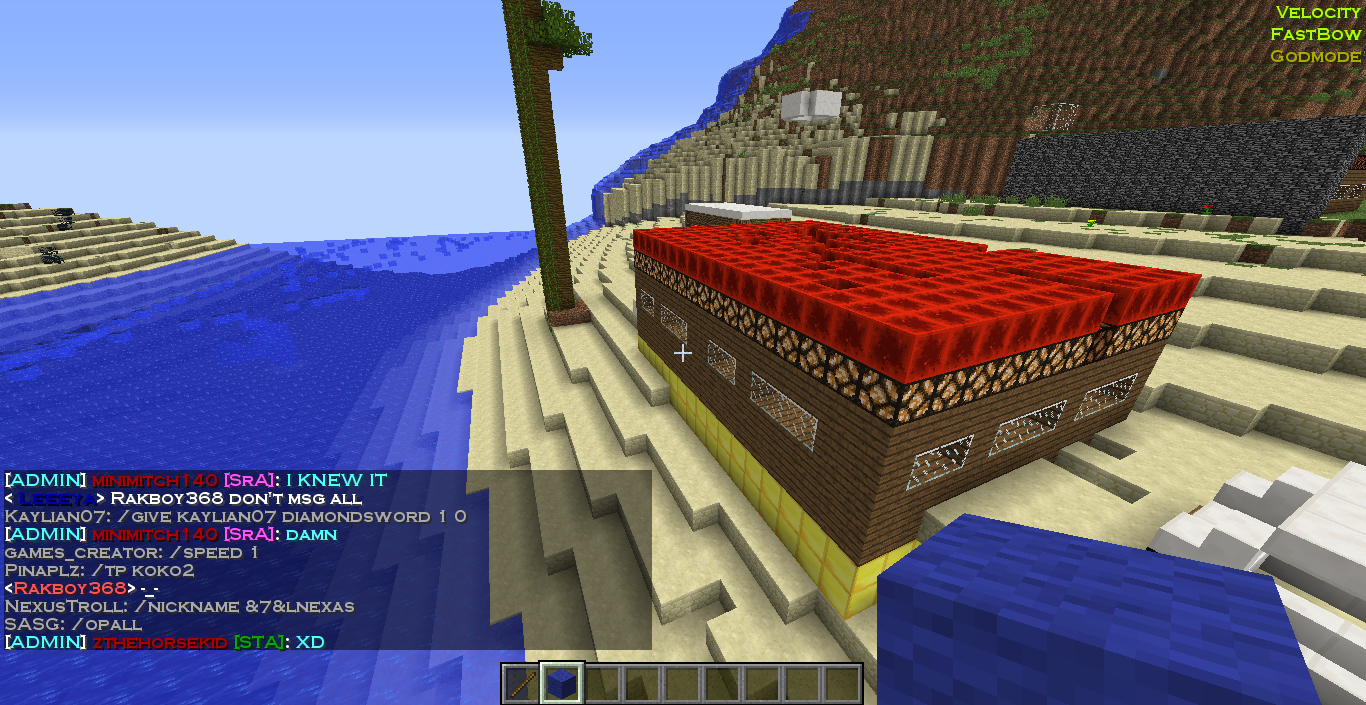 Velocity
FastBow
Godmode
[ADMIN] minimitch140 [SrA]: I KNEW IT
< Leeeya> Rakboy368 DON'T MSG ALL
Kaylian07: /give kaylian07 diamondsword 1 0
[ADMIN] minimitch140 [SrA]: damn
games_creator: /speed 1
Pinaplz: /tp koko2
<Rakboy368> -_-
NexusTroll: /nickname &7&lnexas
SASG: /opall
[ADMIN] zthehorsekid [STA]: XD